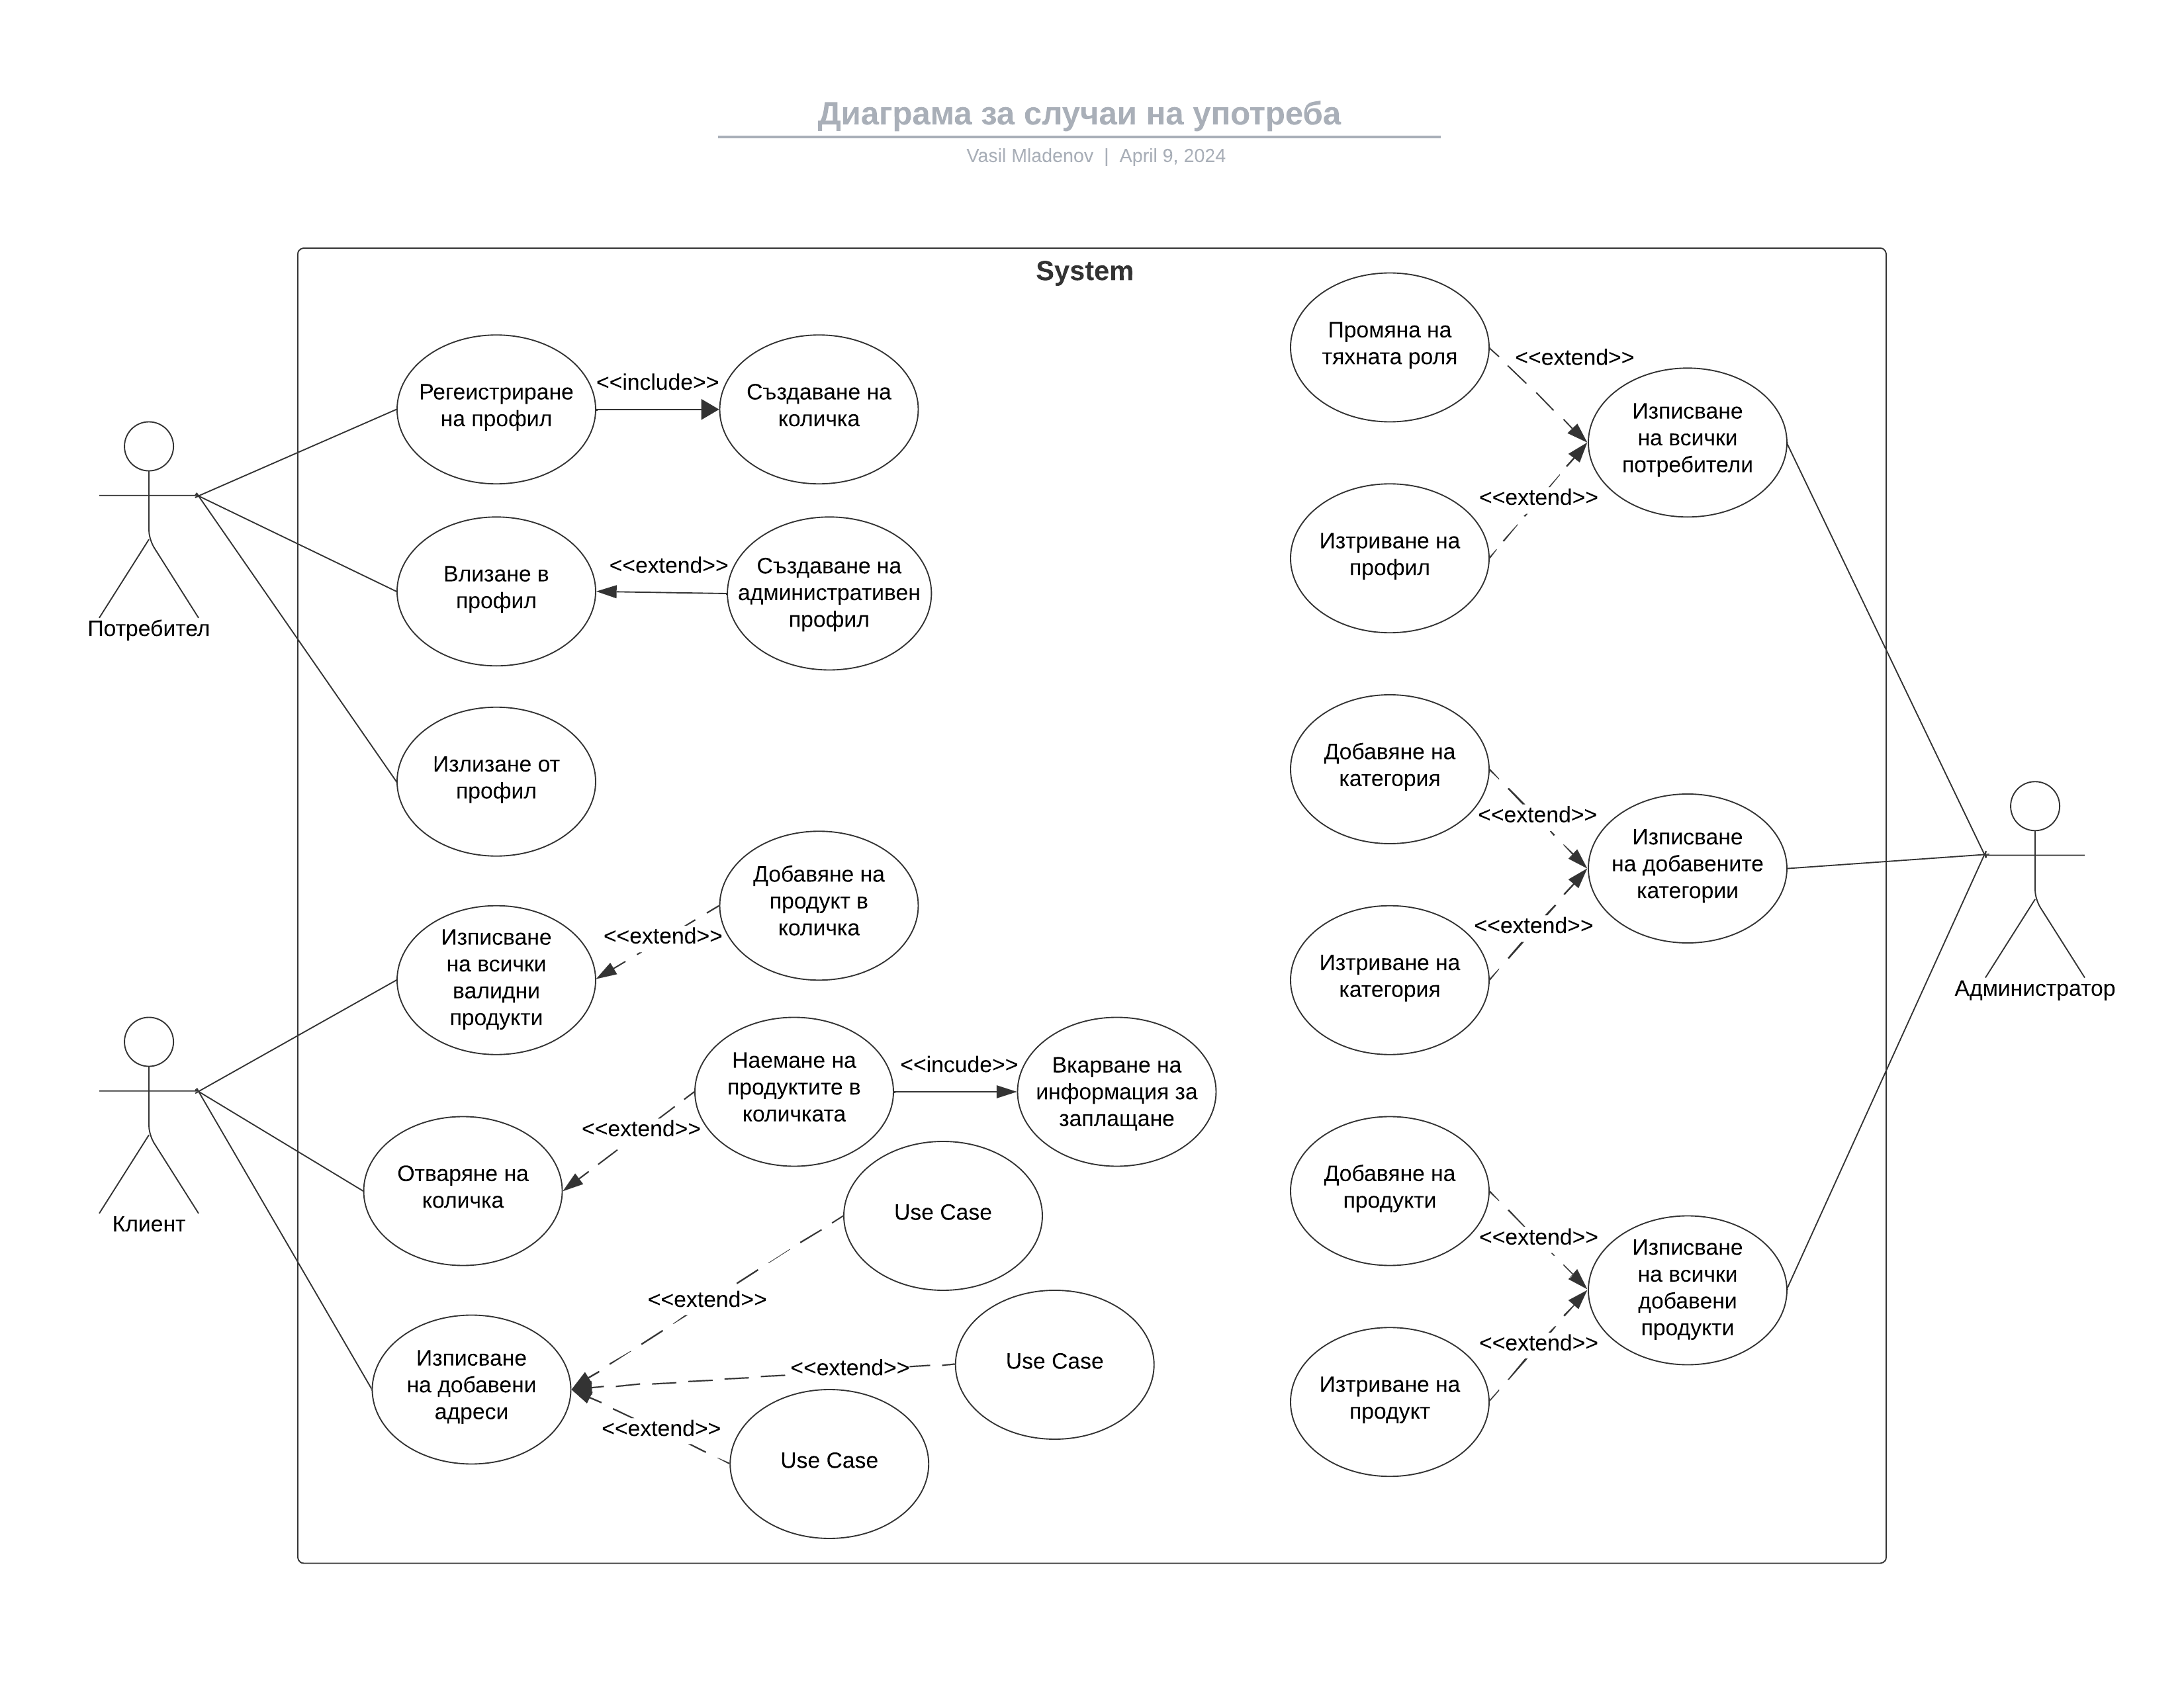 Диаграма за случаи на употреба
Vasil Mladenov | April 9, 2024
System
Потребител
Регеистриране
на профил
<<include>>
Създаване на
количка
Влизане в
профил
<<extend>>
Създаване на
административен
профил
Излизане от
профил
Клиент
Изписване
на всички
валидни
продукти
<<extend>>
Добавяне на
продукт в
количка
Отваряне на
количка
<<extend>>
Наемане на
продуктите в
количката
<<incude>>
Вкарване на
информация за
заплащане
Изписване
на добавени
адреси
<<extend>>
Use Case
<<extend>>
Use Case
<<extend>>
Use Case
Промяна на
тяхната роля
<<extend>>
Изписване
на всички
потребители
<<extend>>
Изтриване на
профил
Добавяне на
категория
<<extend>>
Изписване
на добавените
категории
<<extend>>
Изтриване на
категория
Добавяне на
продукти
<<extend>>
Изписване
на всички
добавени
продукти
<<extend>>
Изтриване на
продукт
Администратор